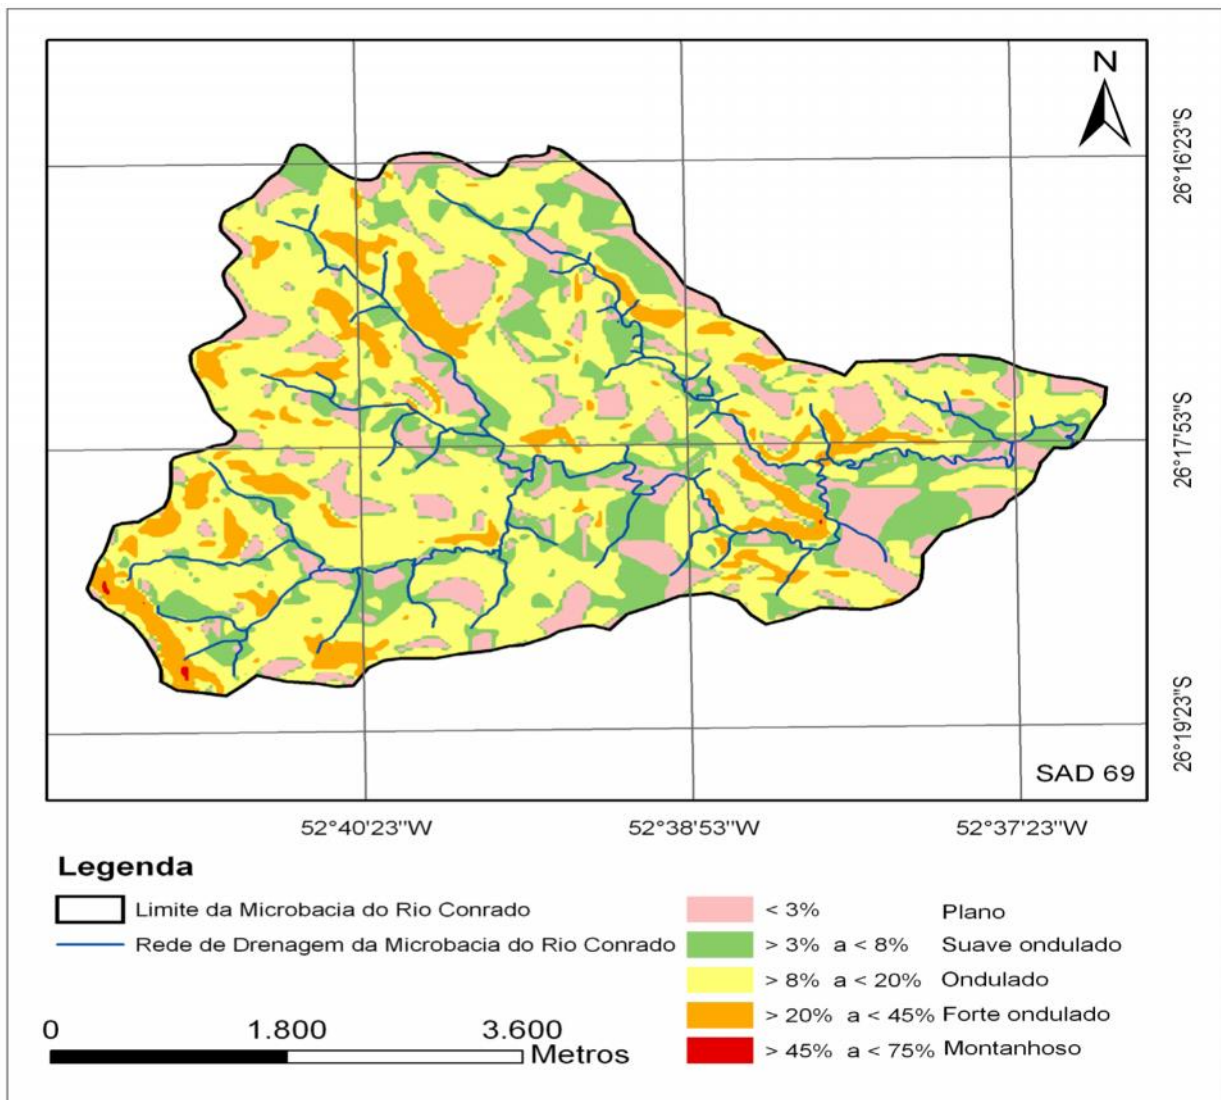 N
26°16'23"S
26°17'53"S
26°19'23"S
SAD 69
52°40'23"W 52°38'53"W 52°37'23"W
Legenda
Limite da Microbacia do Rio Conrado
Rede de Drenagem da Microbacia do Rio Conrado
< 3% Plano
> 3% a < 8% Suave ondulado
> 8% a < 20% Ondulado
> 20% a < 45% Forte ondulado
> 45% a < 75% Montanhoso
0 1.800 3.600
Metros